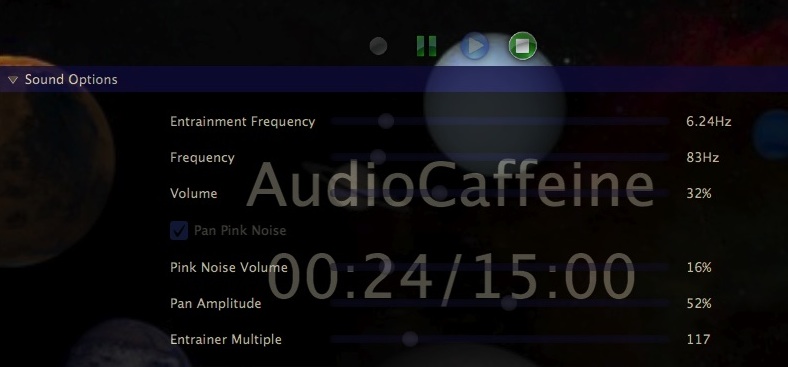 Sound Options
Entrainment Frequency 6.24Hz
Frequency 83Hz
AudioCaffeine
Volume 32%
Pan Pink Noise
Pink Noise Volume 16%
00:24/15:00
Pan Amplitude 52%
Entrainer Multiple 117